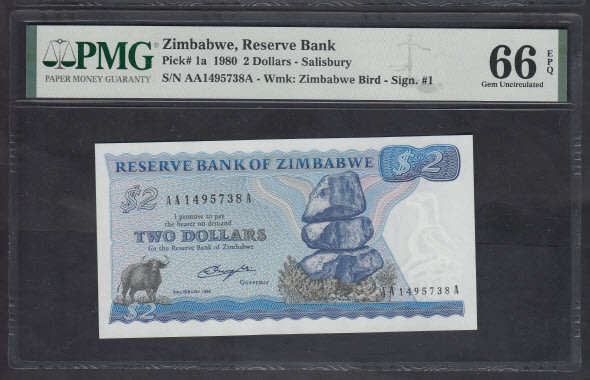 PMG
PAPER MONEY GUARANTY
Zimbabwe, Reserve Bank
Pick# 1a 1980 2 Dollars - Salisbury
S/N AA1495738A - Wmk: Zimbabwe Bird - Sign. #1
66 EPQ
Gem Uncirculated
RESERVE BANK OF ZIMBABWE
$2
$2
AA1495738A
I promise to pay
the bearer on demand
TWO DOLLARS
for the Reserve Bank of Zimbabwe
Governor
AA1495738A
$2